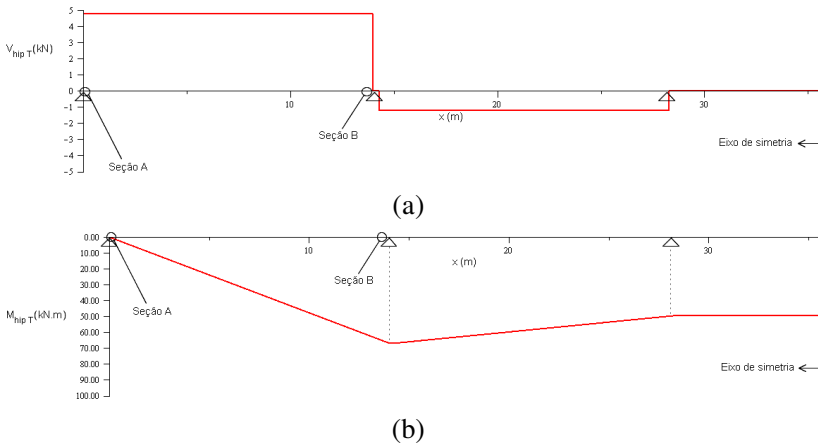 5
4
3
2
1
0
-1
-2
-3
-4
-5
V hip T (kN)
10
20
30
x (m)
Seção A
Seção B
Eixo de simetria
(a)
0.00
10.00
20.00
30.00
40.00
50.00
60.00
70.00
80.00
90.00
100.00
M hip T (kN.m)
10
20
30
x (m)
Seção A
Seção B
Eixo de simetria
(b)